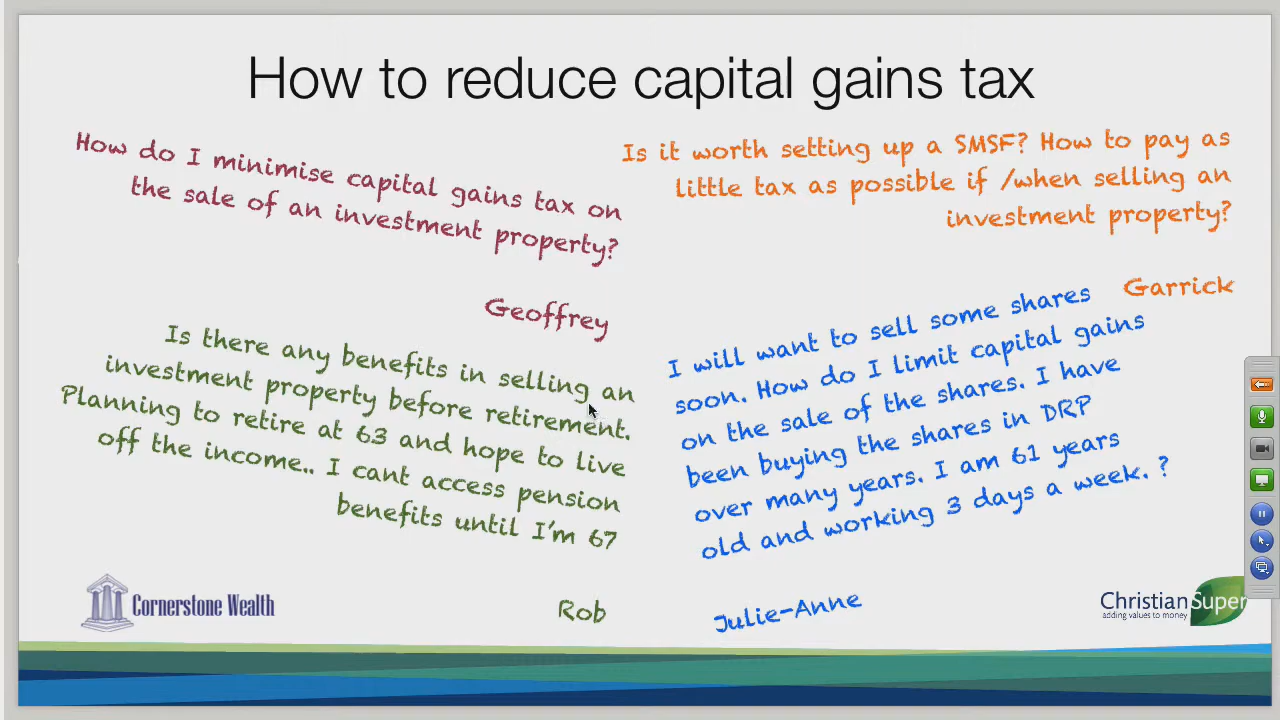 How to reduce capital gains tax
How do I minimise capital gains tax on
the sale of an investment property?
Geoffrey
Is it worth setting up a SMSF? How to pay as
little tax as possible if /when selling an
investment property?
Garrick
Is there any benefits in selling an
investment property before retirement.
Planning to retire at 63 and hope to live
off the income.. I cant access pension
benefits until I'm 67
Rob
I will want to sell some shares
soon. How do I limit capital gains
on the sale of the shares. I have
been buying the shares in DRP
over many years. I am 61 years
old and working 3 days a week. ?
Julie-Anne
Cornerstone Wealth
ChristianSuper
adding values to money